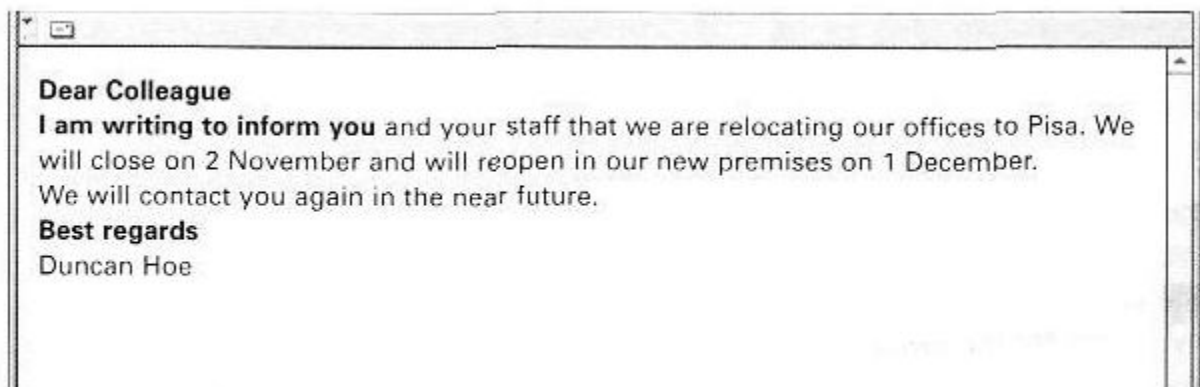 Dear Colleague
I am writing to inform you and your staff that we are relocating our offices to Pisa. We
will close on 2 November and will reopen in our new premises on 1 December.
We will contact you again in the near future.
Best regards
Duncan Hoe